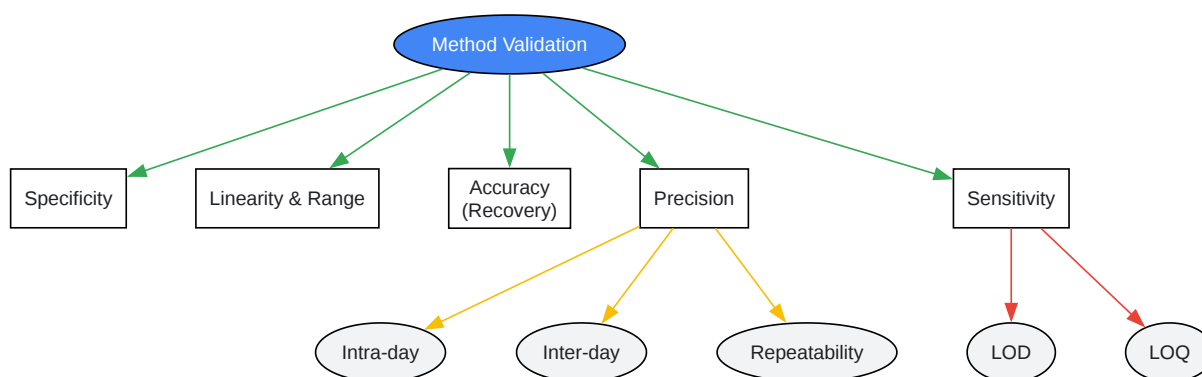 Method Validation
Specificity
Linearity & Range
Accuracy
(Recovery)
Precision
Sensitivity
Intra-day
Inter-day
Repeatability
LOD
LOQ